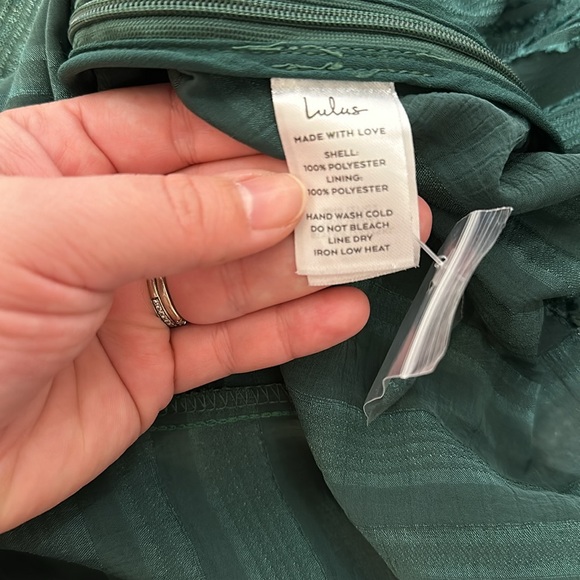 Lulus
MADE WITH LOVE
SHELL:
100% POLYESTER
LINING:
100% POLYESTER
HAND WASH COLD
DO NOT BLEACH
LINE DRY
IRON LOW HEAT